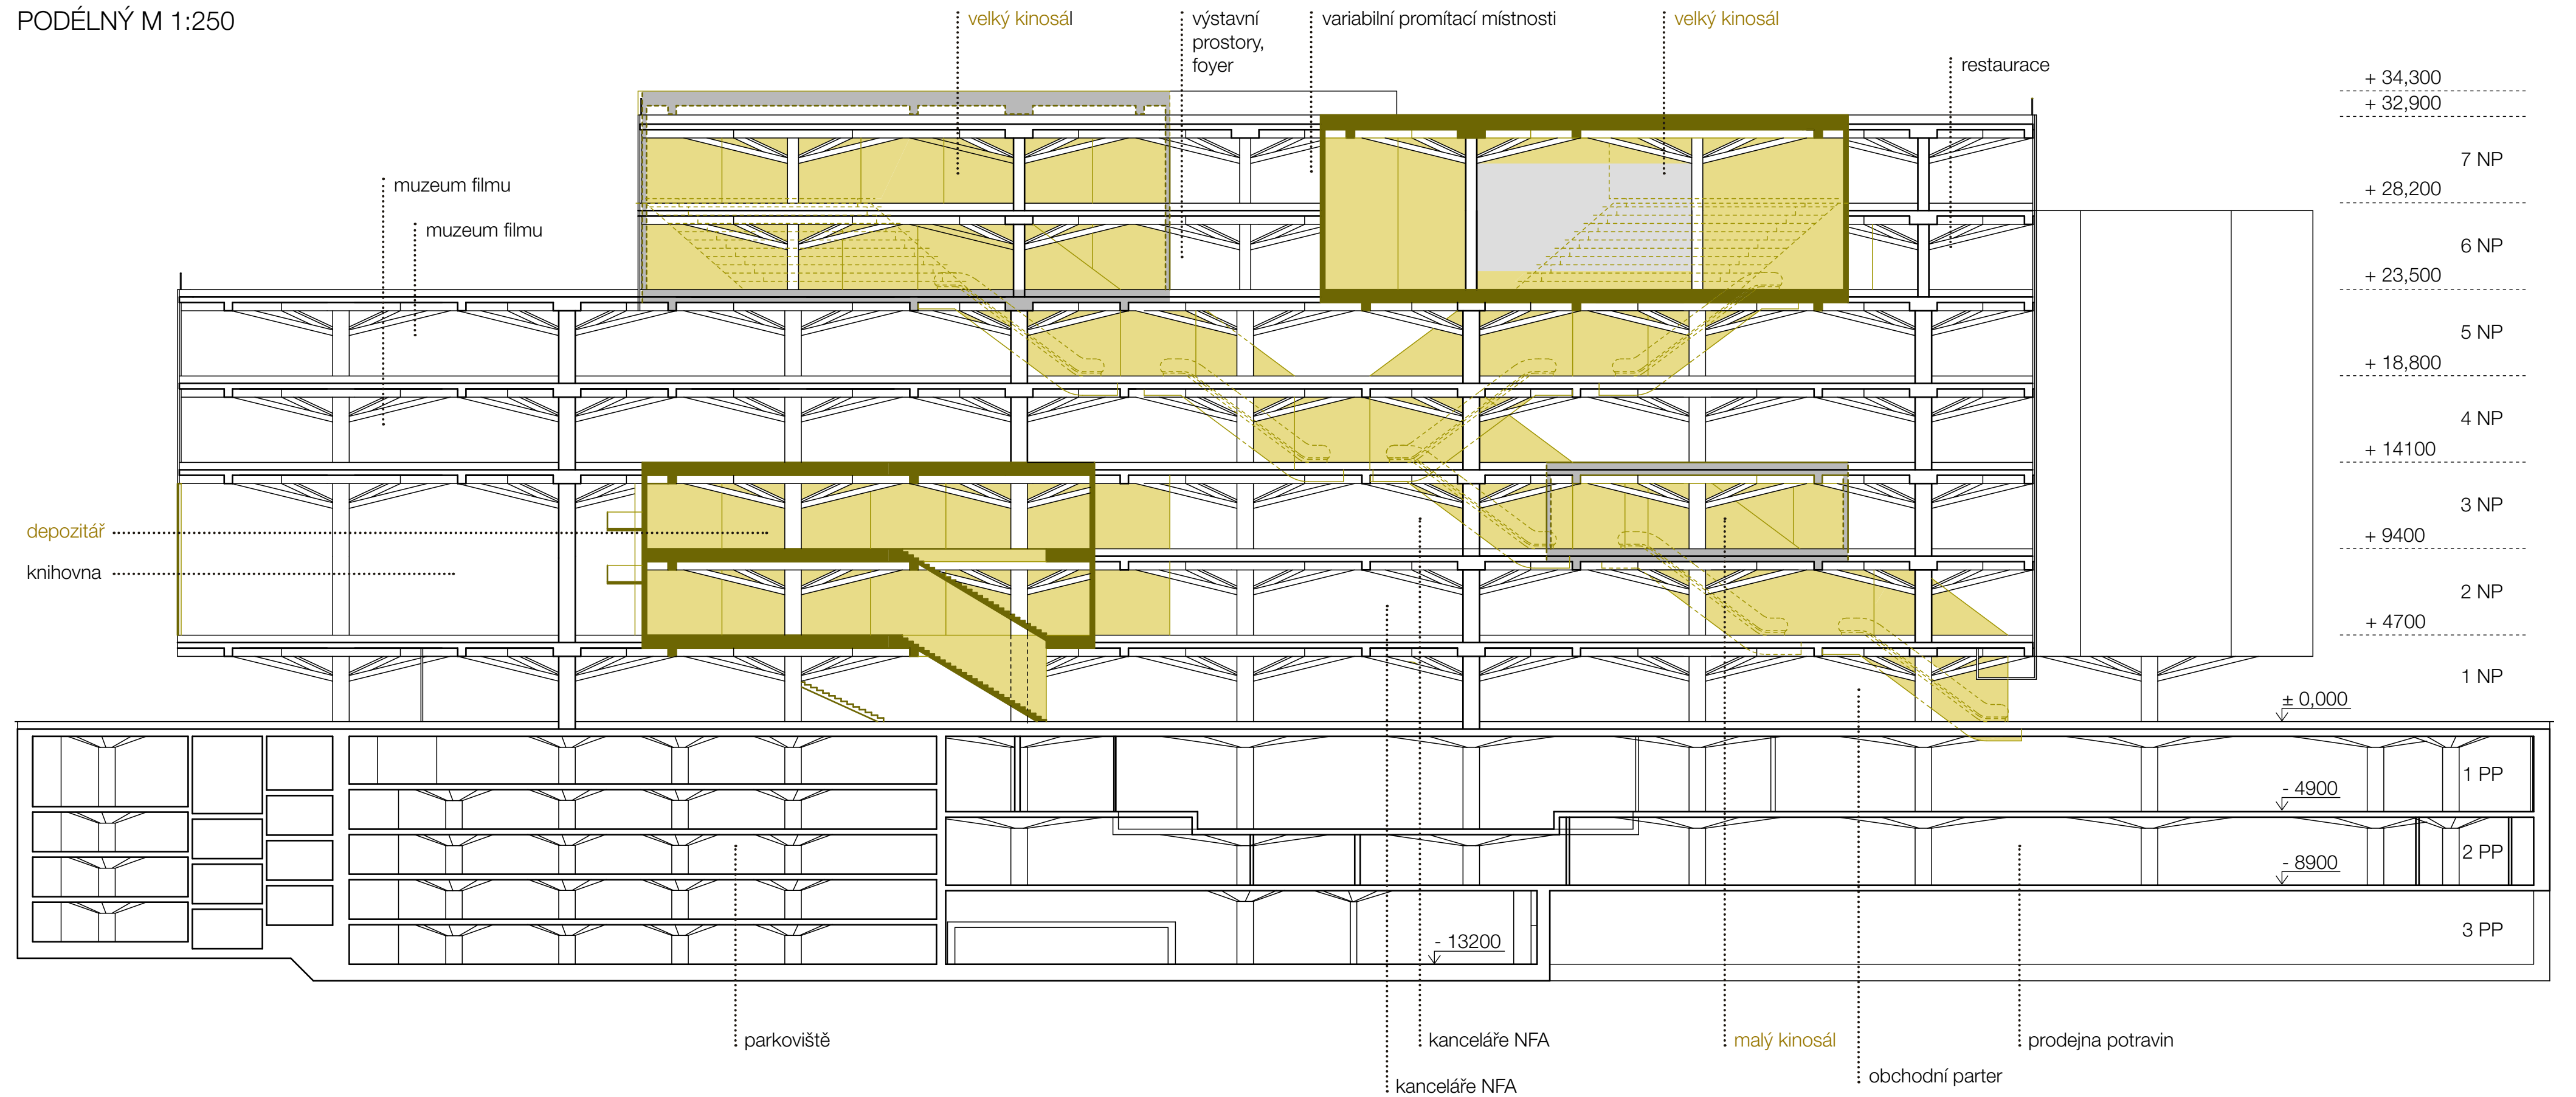 PODÉLNÝ M 1:250
velký kinosál
výstavní
prostory,
foyer
variabilní promítací místnosti
velký kinosál
restaurace
muzeum filmu
muzeum filmu
depozitář
knihovna
+ 34,300
+ 32,900
7 NP
+ 28,200
6 NP
+ 23,500
5 NP
+ 18,800
4 NP
+ 14100
3 NP
+ 9400
2 NP
+ 4700
1 NP
± 0,000
1 PP
- 4900
2 PP
- 8900
3 PP
- 13200
parkoviště
kanceláře NFA
kanceláře NFA
malý kinosál
obchodní parter
prodejna potravin